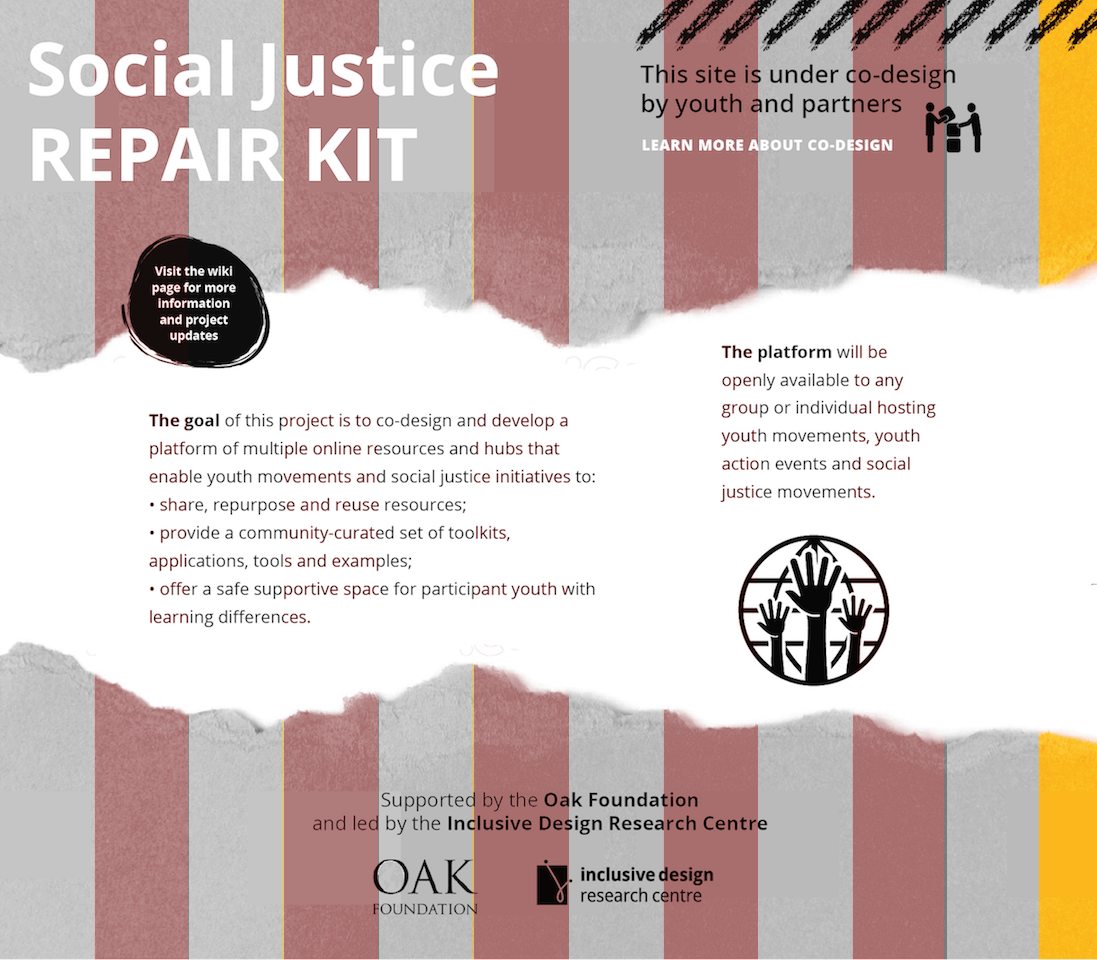 Social Justice
REPAIR KIT
This site is under co-design
by youth and partners
LEARN MORE ABOUT CO-DESIGN
Visit the wiki
page for more
information
and project
updates
The goal of this project is to co-design and develop a
platform of multiple online resources and hubs that
enable youth movements and social justice initiatives to:
• share, repurpose and reuse resources;
• provide a community-curated set of toolkits,
applications, tools and examples;
• offer a safe supportive space for participant youth with
learning differences.
The platform will be
openly available to any
group or individual hosting
youth movements, youth
action events and social
justice movements.
Supported by the Oak Foundation
and led by the Inclusive Design Research Centre
OAK
FOUNDATION
inclusive design
research centre